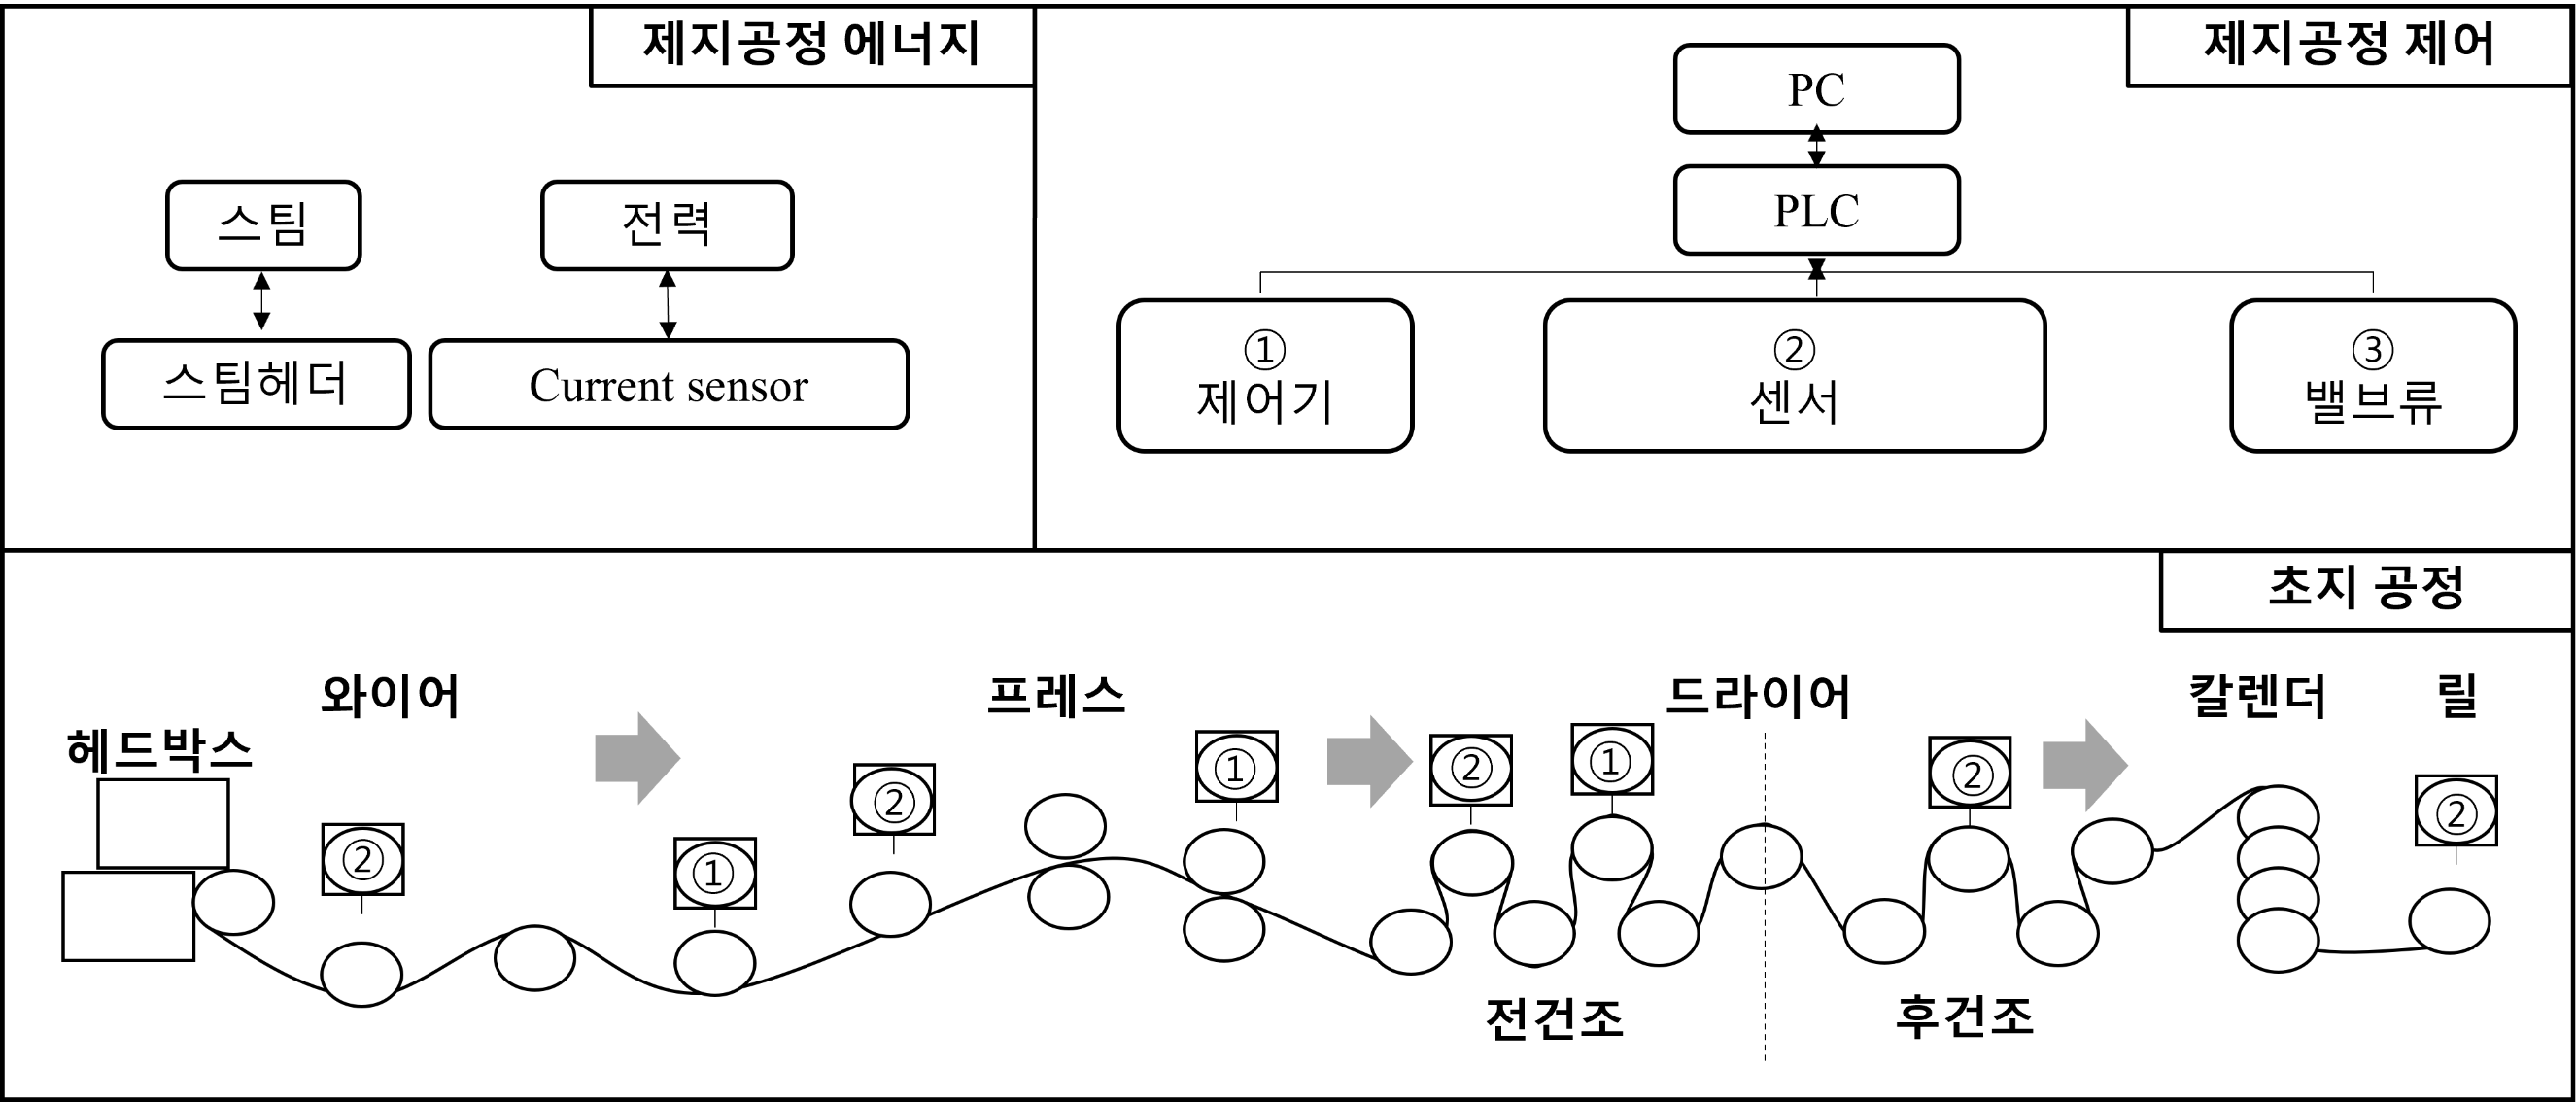 제지공정 에너지
스팀
전력
스팀헤더
Current sensor
제지공정 제어
PC
PLC
①
제어기
②
센서
③
밸브류
초지 공정
헤드박스
와이어
프레스
드라이어
칼렌더
릴
②
①
②
①
②
①
②
②
전건조
후건조